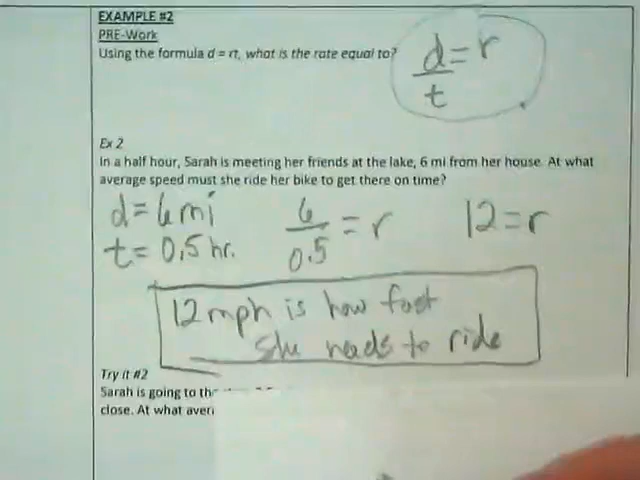 EXAMPLE #2
PRE-Work
Using the formula d = rt, what is the rate equal to?
d/t = r
Ex 2
In a half hour, Sarah is meeting her friends at the lake, 6 mi from her house. At what
average speed must she ride her bike to get there on time?
d = 6 mi
t = 0.5 hr.
6/0.5 = r
12 = r
12 mph is how fast
she needs to ride
Try it #2
Sarah is going to the
close. At what